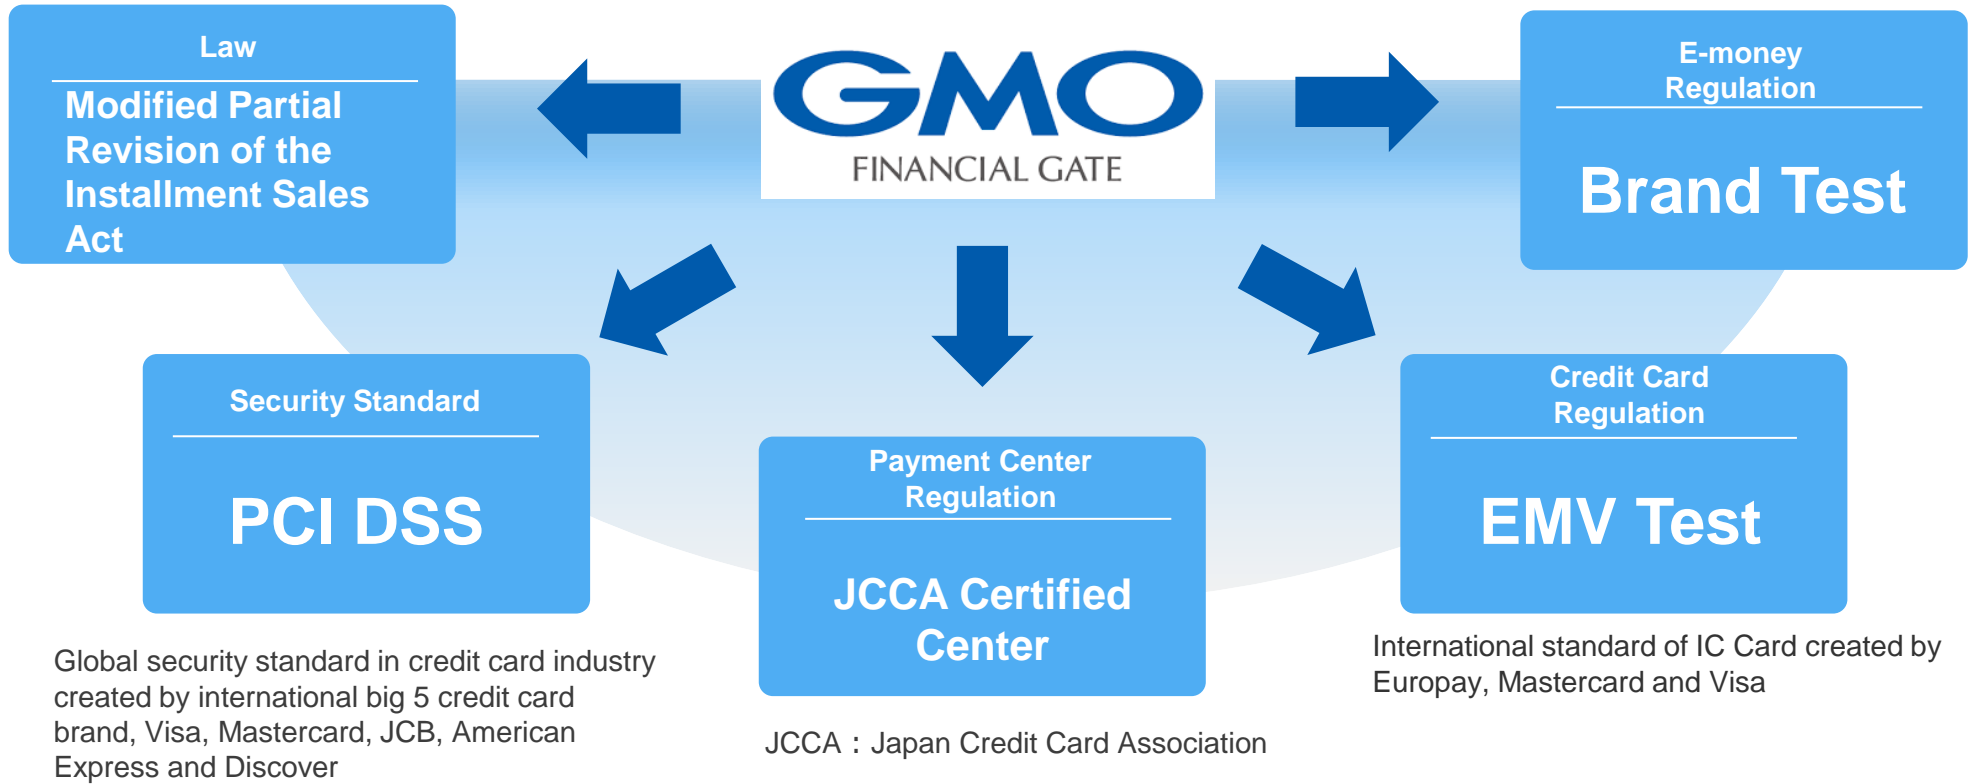 Law
Modified Partial
Revision of the
Installment Sales
Act
GMO
FINANCIAL GATE
E-money
Regulation
Brand Test
Security Standard
PCI DSS
Global security standard in credit card industry
created by international big 5 credit card
brand, Visa, Mastercard, JCB, American
Express and Discover
Payment Center
Regulation
JCCA Certified
Center
JCCA：Japan Credit Card Association
Credit Card
Regulation
EMV Test
International standard of IC Card created by
Europay, Mastercard and Visa